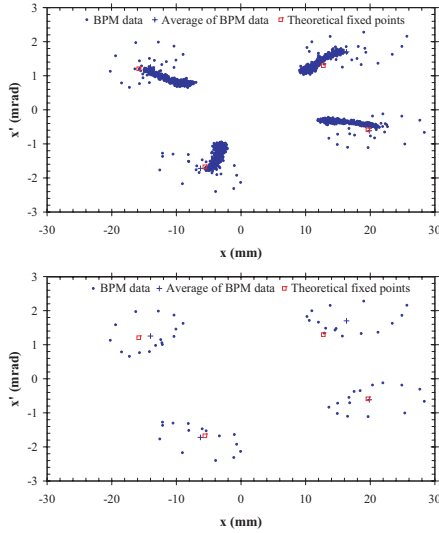 BPM data + Average of BPM data Theoretical fixed points
3
2
1
0
-1
-2
-3
x' (mrad)
-30 -20 -10 0 10 20 30
x (mm)
BPM data + Average of BPM data Theoretical fixed points
3
2
1
0
-1
-2
-3
x' (mrad)
-30 -20 -10 0 10 20 30
x (mm)